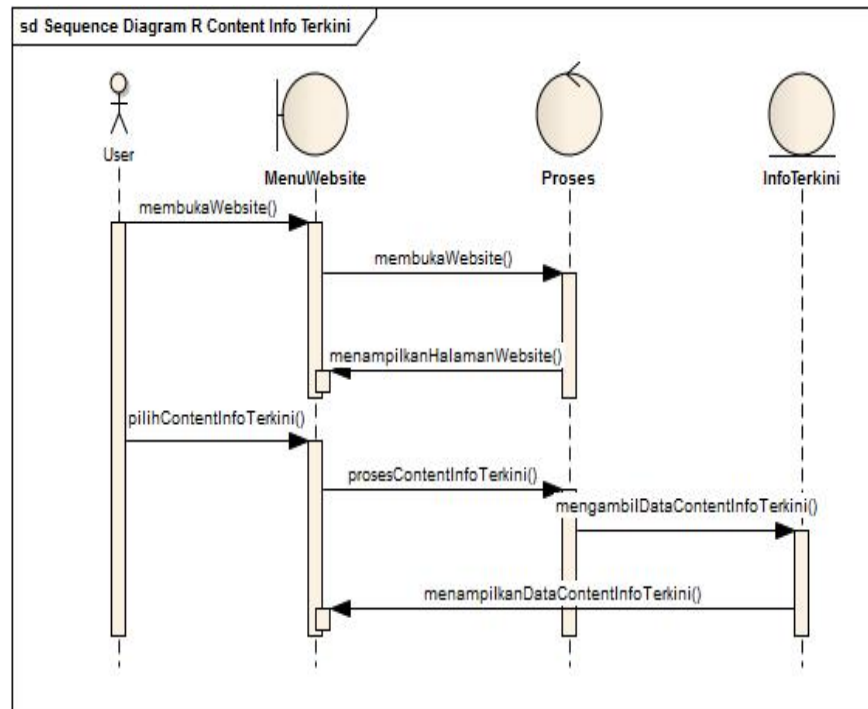 sd Sequence Diagram R Content Info Terkini
User
MenuWebsite
Proses
InfoTerkini
membukaWebsite()
membukaWebsite()
menampilkanHalamanWebsite()
pilihContentInfoTerkini()
prosesContentInfoTerkini()
mengambilDataContentInfoTerkini()
menampilkanDataContentInfoTerkini()